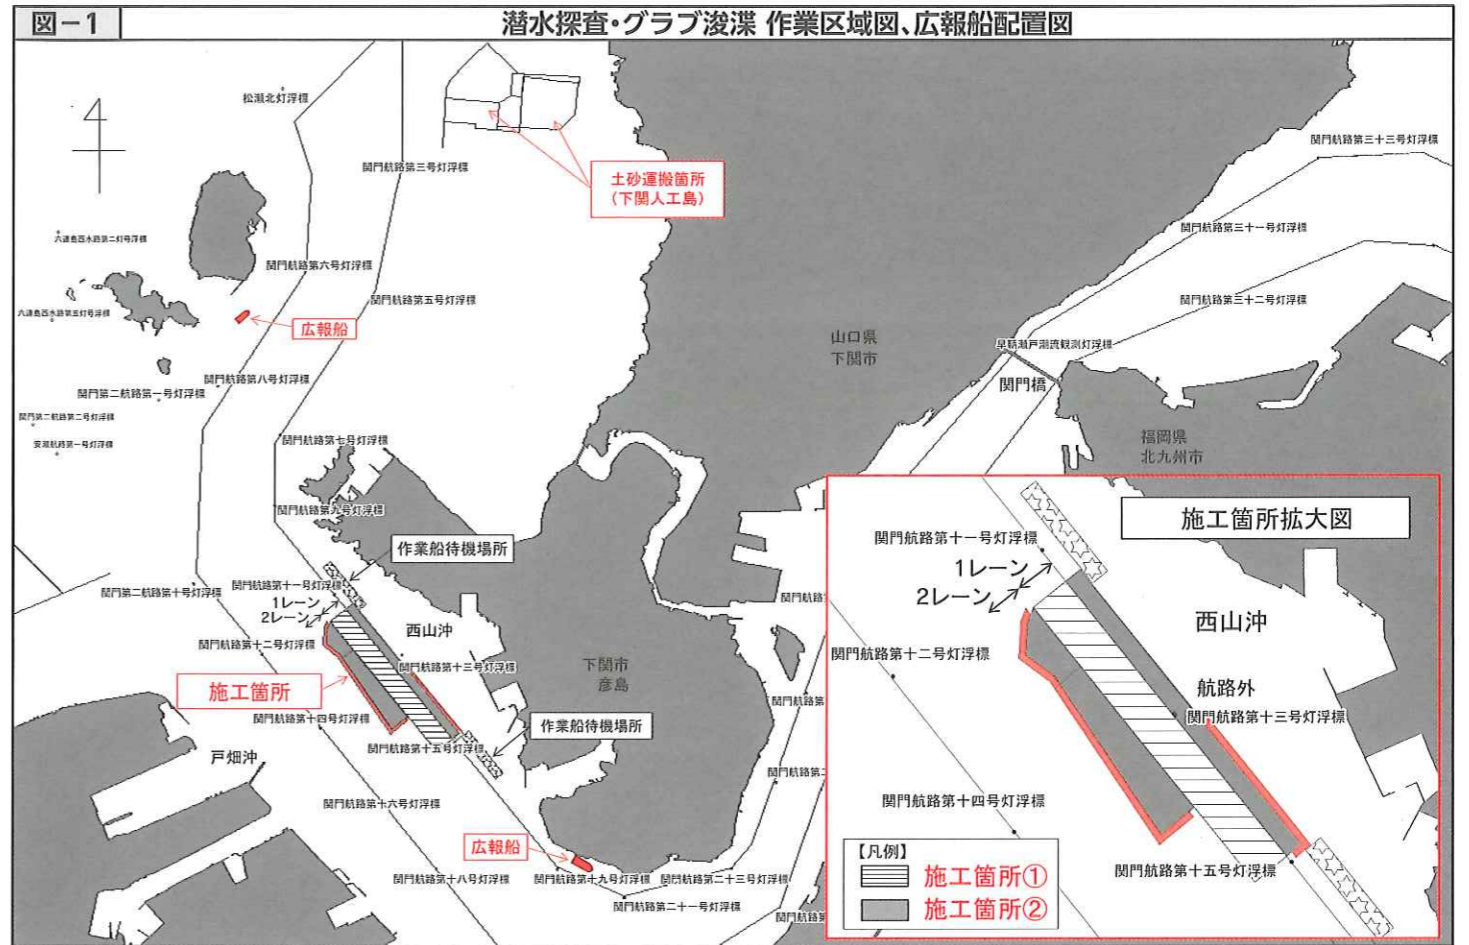 図－1
潜水探査・グラブ浚渫 作業区域図、広報船配置図
松瀬北灯浮標
関門航路第三号灯浮標
土砂運搬箇所
(下関人工島)
関門航路第三十三号灯浮標
関門航路第三十一号灯浮標
六連島西水路第二灯号浮標
関門航路第六号灯浮標
関門航路第五号灯浮標
関門航路第三十二号灯浮標
六連島西水路第五灯号浮標
広報船
山口県
下関市
早鞆瀬戸潮流観測灯浮標
関門橋
関門航路第八号灯浮標
関門第二航路第一号灯浮標
関門第二航路第二号灯浮標
安瀬航路第一号灯浮標
関門航路第七号灯浮標
福岡県
北九州市
関門航路第九号灯浮標
作業船待機場所
関門第二航路第十号灯浮標
関門航路第十一号灯浮標
1レーン
2レーン
西山沖
関門航路第十二号灯浮標
関門航路第十三号灯浮標
下関市
彦島
施工箇所
関門航路第十四号灯浮標
作業船待機場所
関門航路第十五号灯浮標
戸畑沖
関門航路第十六号灯浮標
広報船
関門航路第十八号灯浮標
関門航路第十九号灯浮標
関門航路第二十三号灯浮標
関門航路第二十一号灯浮標
関門航
関門航路第
関門航路第二
関門航路第
施工箇所拡大図
関門航路第十一号灯浮標
1レーン
2レーン
西山沖
関門航路第十二号灯浮標
航路外
関門航路第十三号灯浮標
関門航路第十四号灯浮標
関門航路第十五号灯浮標
【凡例】
施工箇所①
施工箇所②